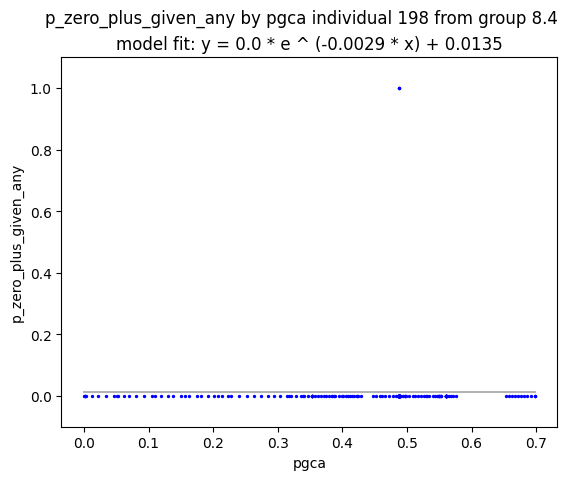 p_zero_plus_given_any by pgca individual 198 from group 8.4
model fit: y = 0.0 * e ^ (-0.0029 * x) + 0.0135
1.0
0.8
0.6
0.4
0.2
0.0
p_zero_plus_given_any
0.0 0.1 0.2 0.3 0.4 0.5 0.6 0.7
pgca